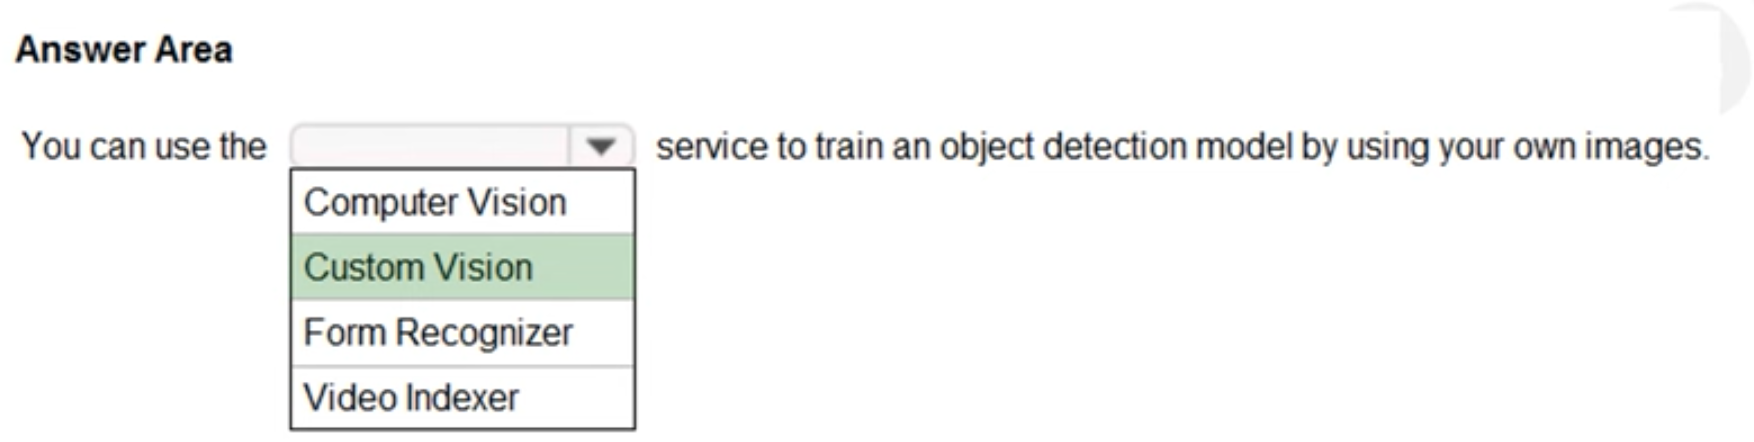 Answer Area
You can use the service to train an object detection model by using your own images.
Computer Vision
Custom Vision
Form Recognizer
Video Indexer